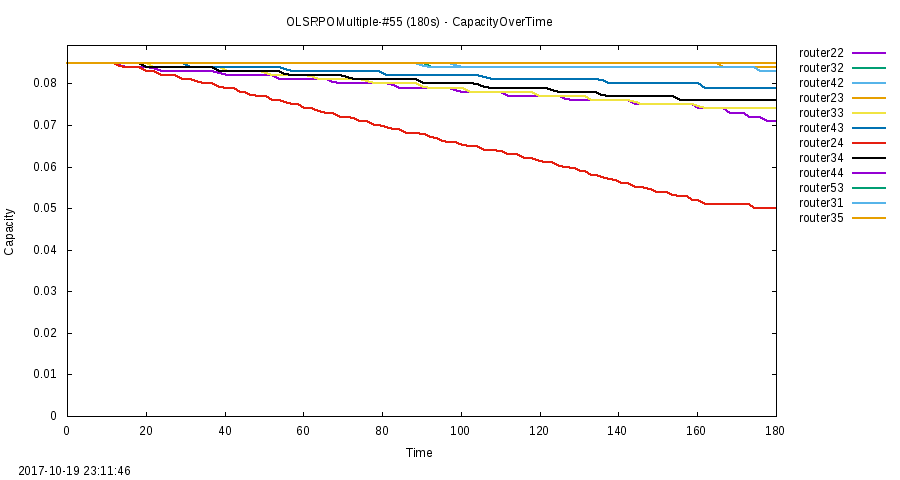 OLSRPOMultiple-#55 (180s) - CapacityOverTime
router22
router32
router42
router23
router33
router43
router24
router34
router44
router53
router31
router35
0.08
0.07
0.06
0.05
0.04
0.03
0.02
0.01
0
Capacity
0 20 40 60 80 100 120 140 160 180
Time
2017-10-19 23:11:46